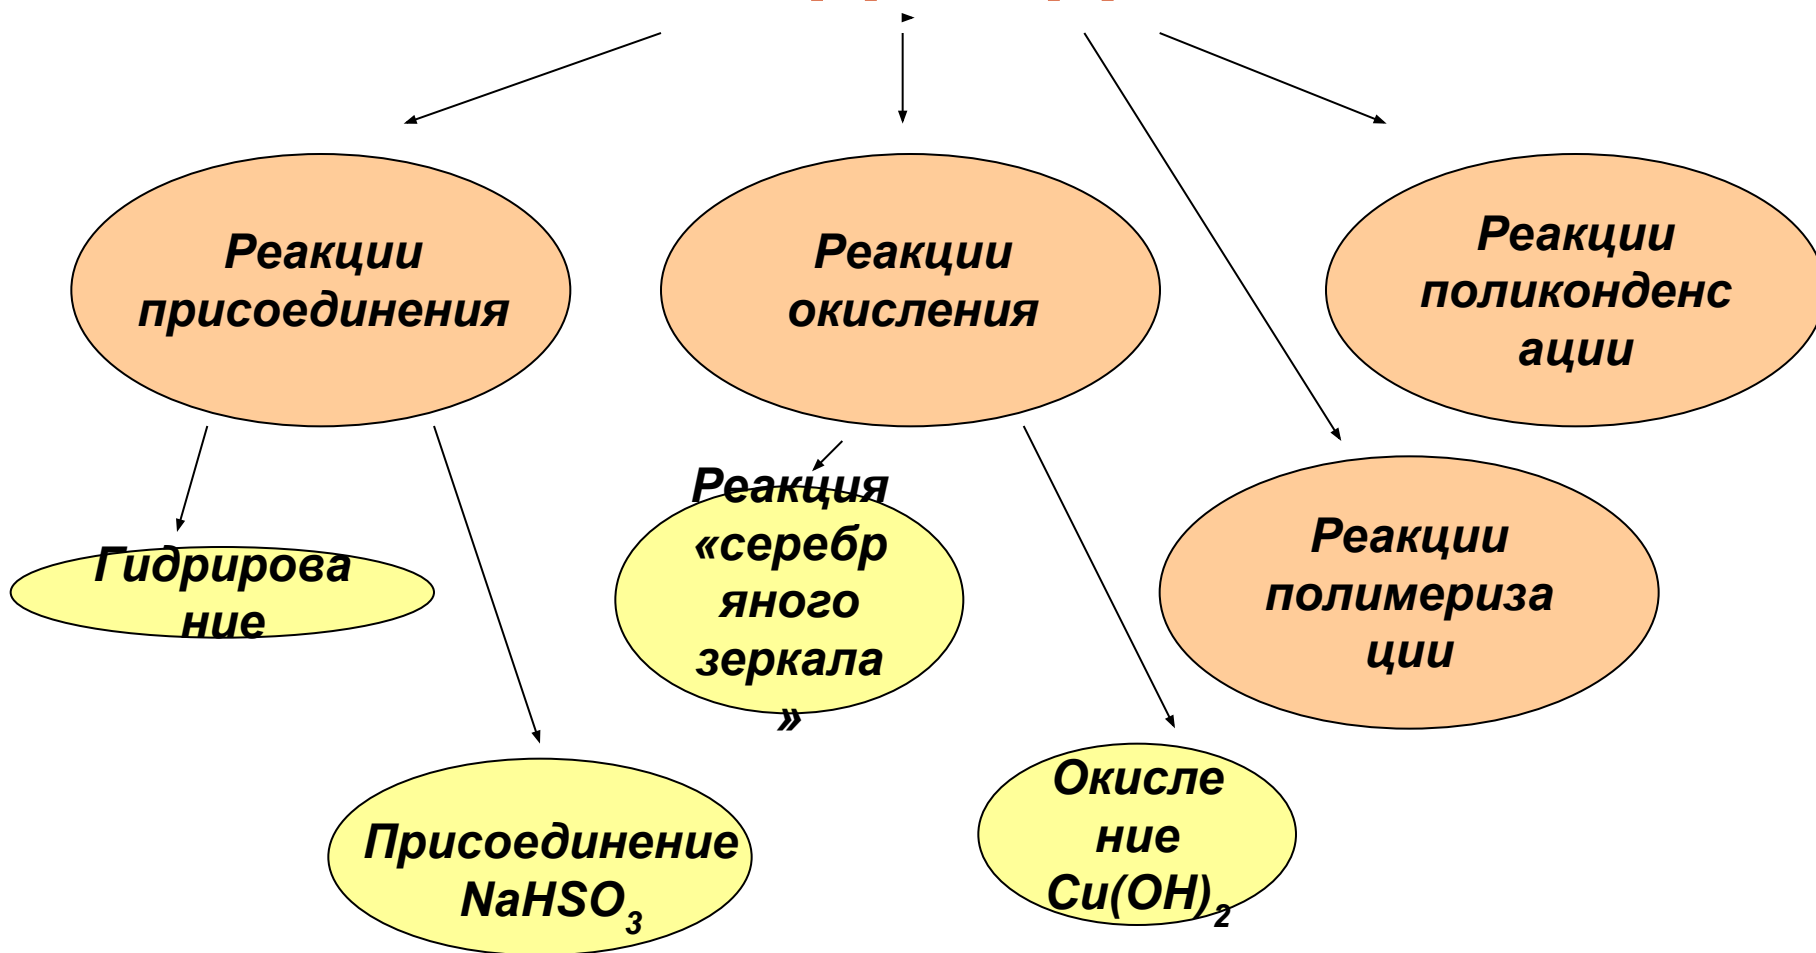 Реакции
присоединения
Реакции
окисления
Реакции
поликонденс
ации
Гидрирова
ние
Реакция
«серебр
яного
зеркала
»
Реакции
полимериза
ции
Присоединение
NaHSO3
Окисле
ние
Cu(OH)2